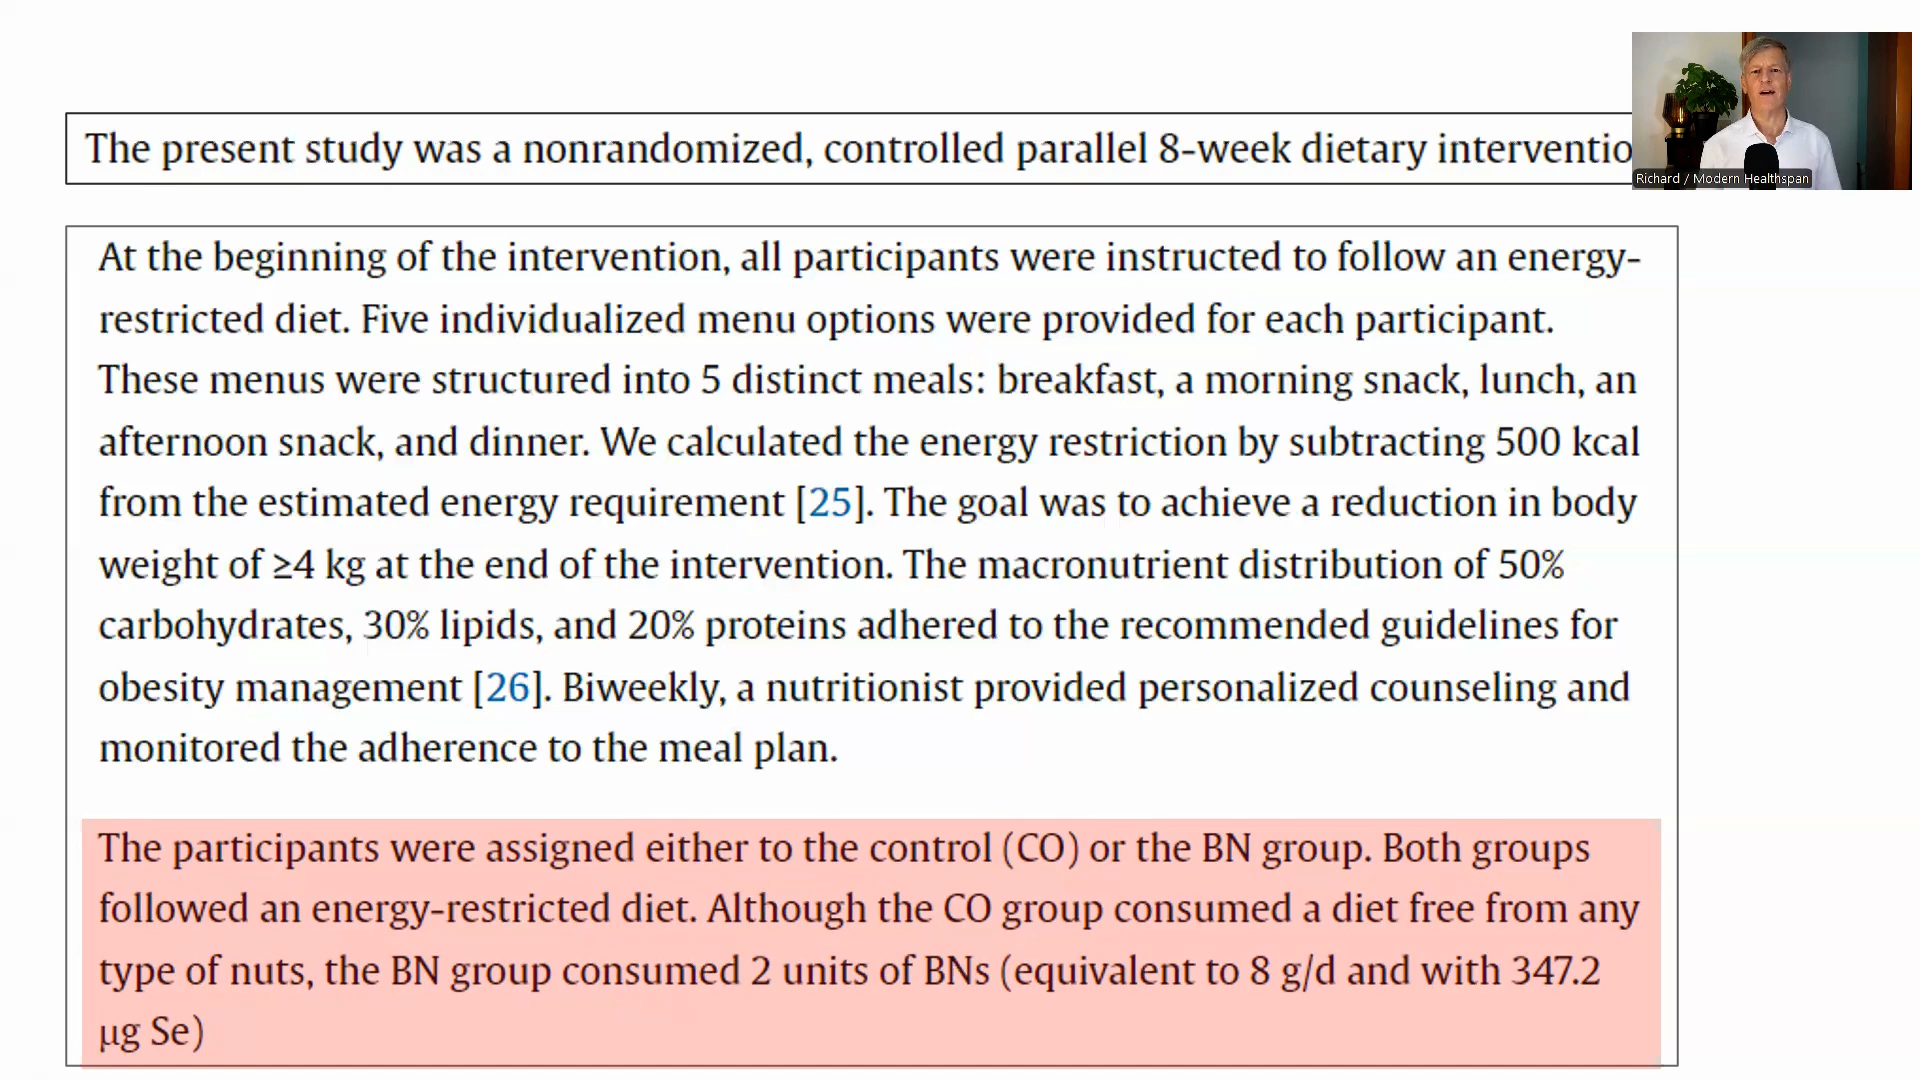 The present study was a nonrandomized, controlled parallel 8-week dietary interventio
Richard / Modern Healthspan
At the beginning of the intervention, all participants were instructed to follow an energy-
restricted diet. Five individualized menu options were provided for each participant.
These menus were structured into 5 distinct meals: breakfast, a morning snack, lunch, an
afternoon snack, and dinner. We calculated the energy restriction by subtracting 500 kcal
from the estimated energy requirement [25]. The goal was to achieve a reduction in body
weight of ≥4 kg at the end of the intervention. The macronutrient distribution of 50%
carbohydrates, 30% lipids, and 20% proteins adhered to the recommended guidelines for
obesity management [26]. Biweekly, a nutritionist provided personalized counseling and
monitored the adherence to the meal plan.
The participants were assigned either to the control (CO) or the BN group. Both groups
followed an energy-restricted diet. Although the CO group consumed a diet free from any
type of nuts, the BN group consumed 2 units of BNs (equivalent to 8 g/d and with 347.2
μg Se)